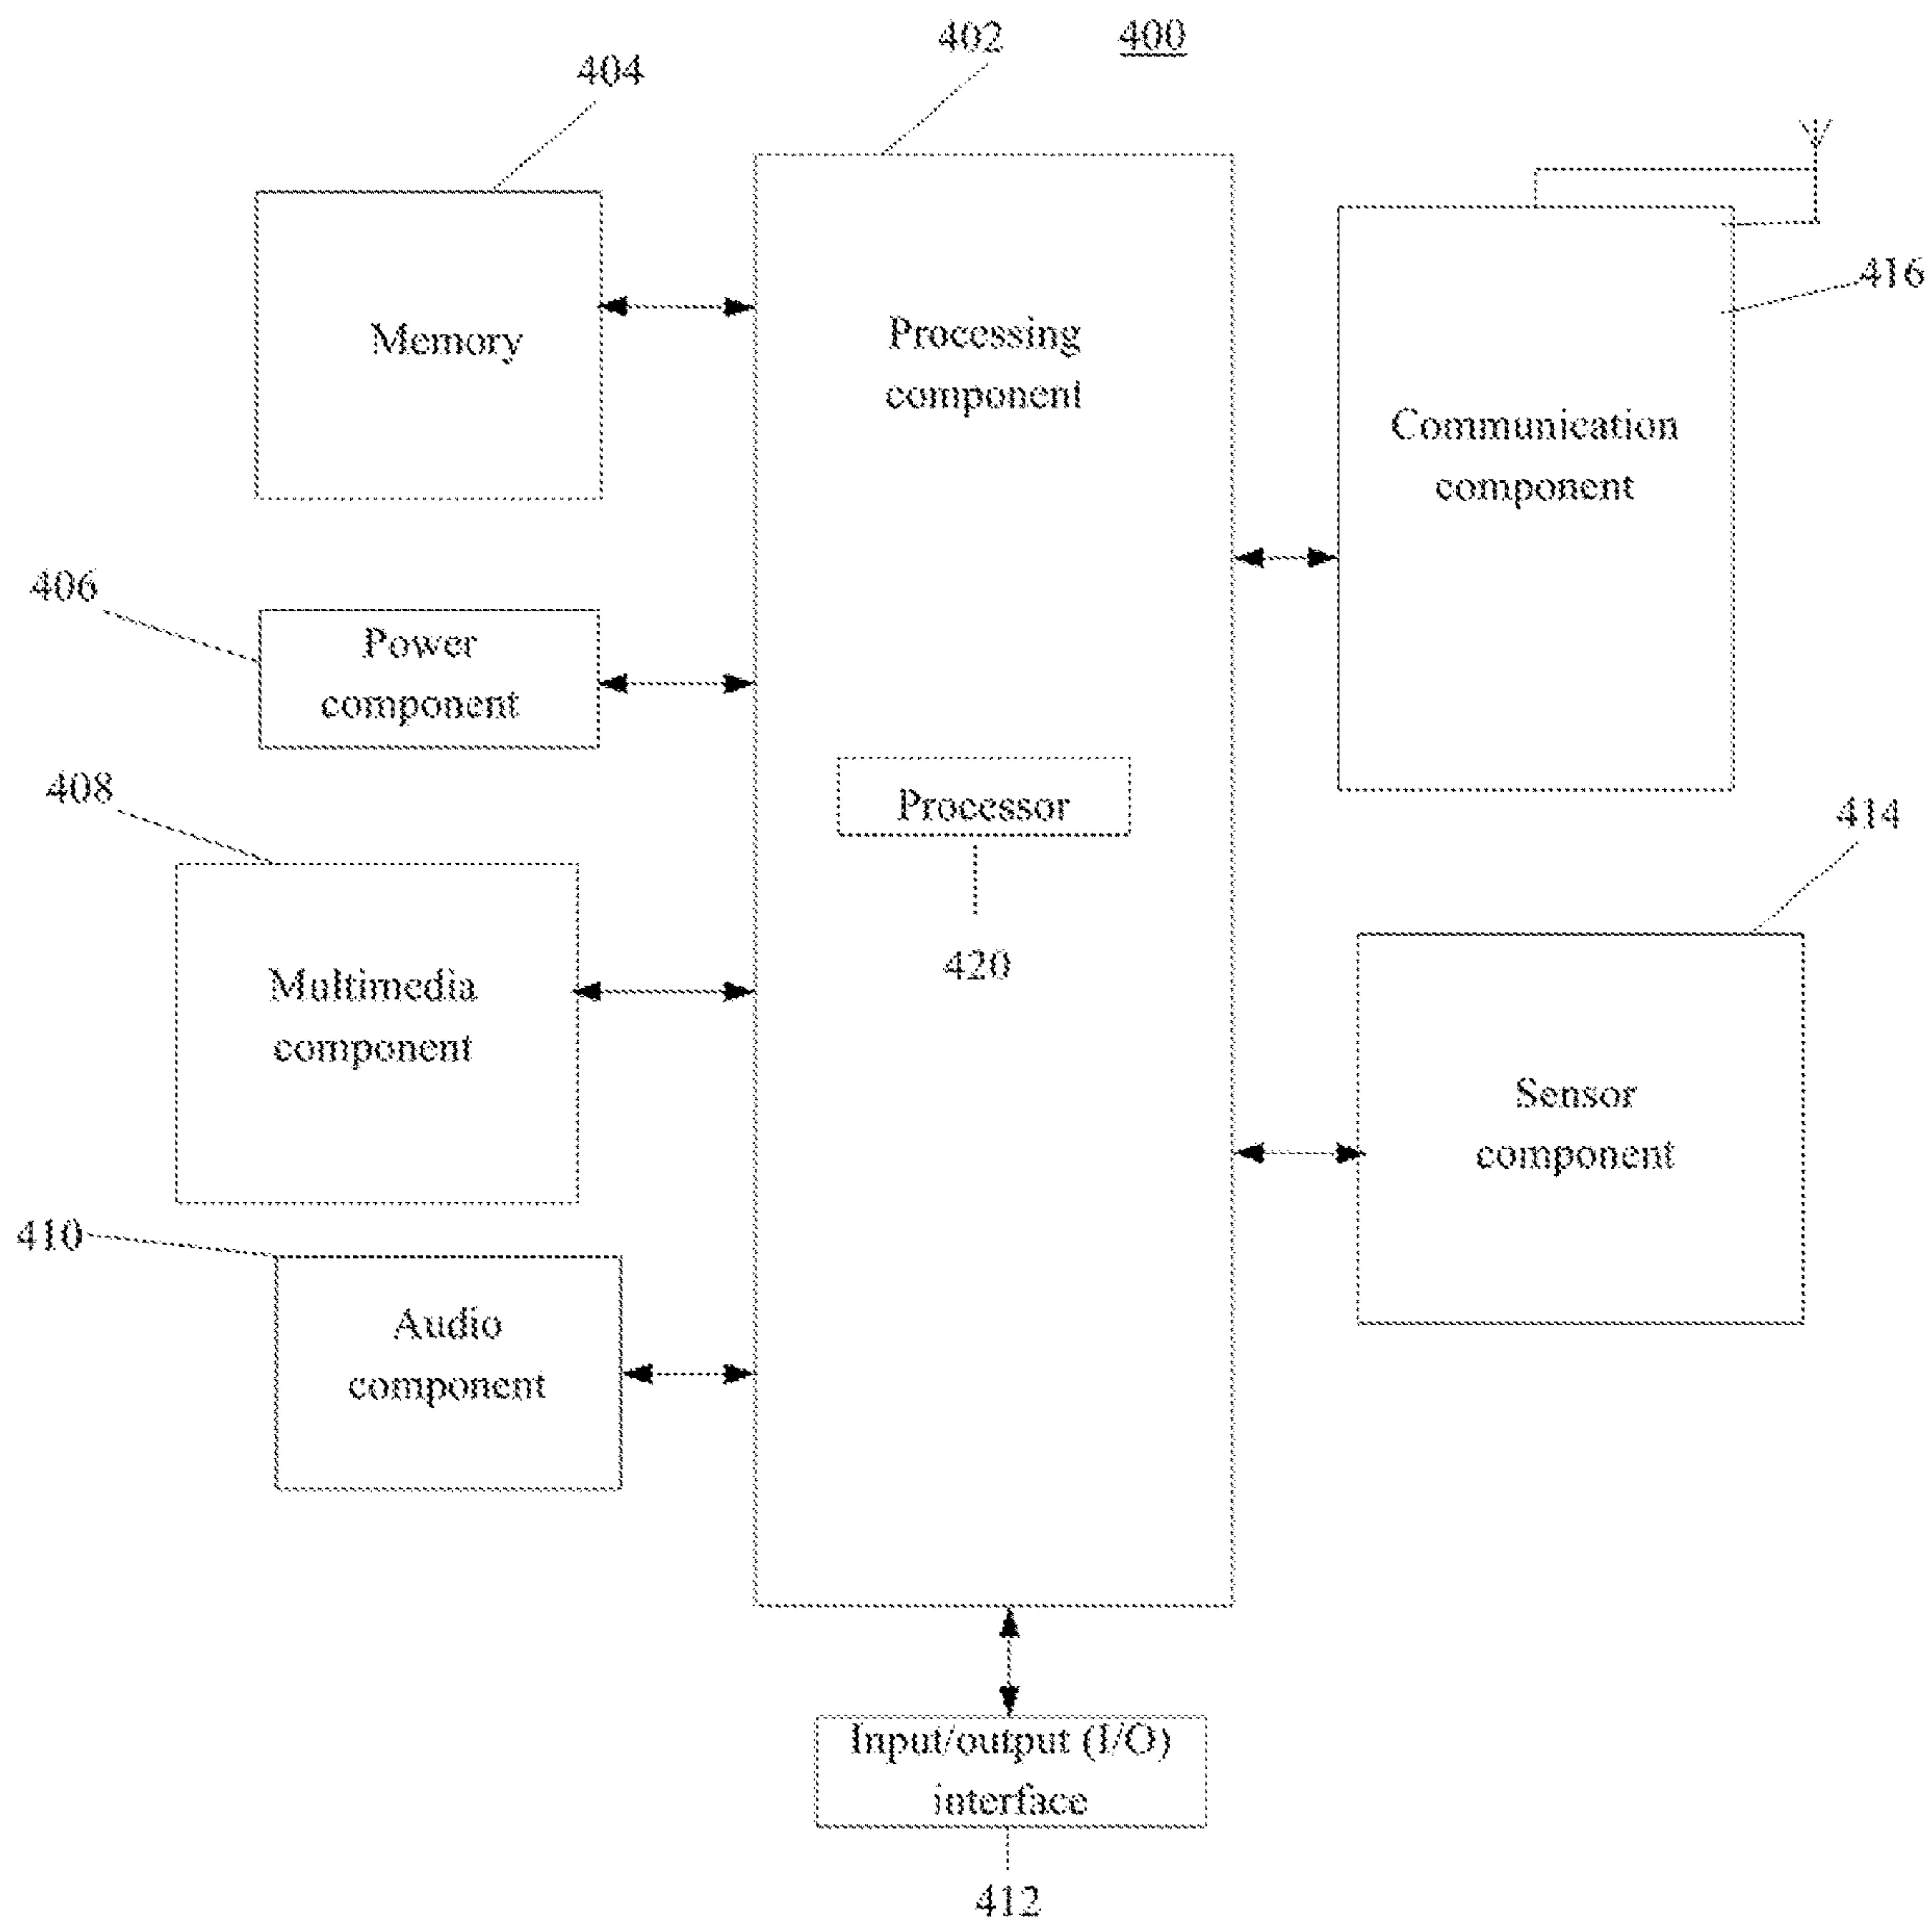 402
400
404
416
Memory
Processing
component
Communication
component
406
Power
component
408
Processor
414
420
Multimedia
component
Sensor
component
410
Audio
component
Input/output (I/O)
interface
412